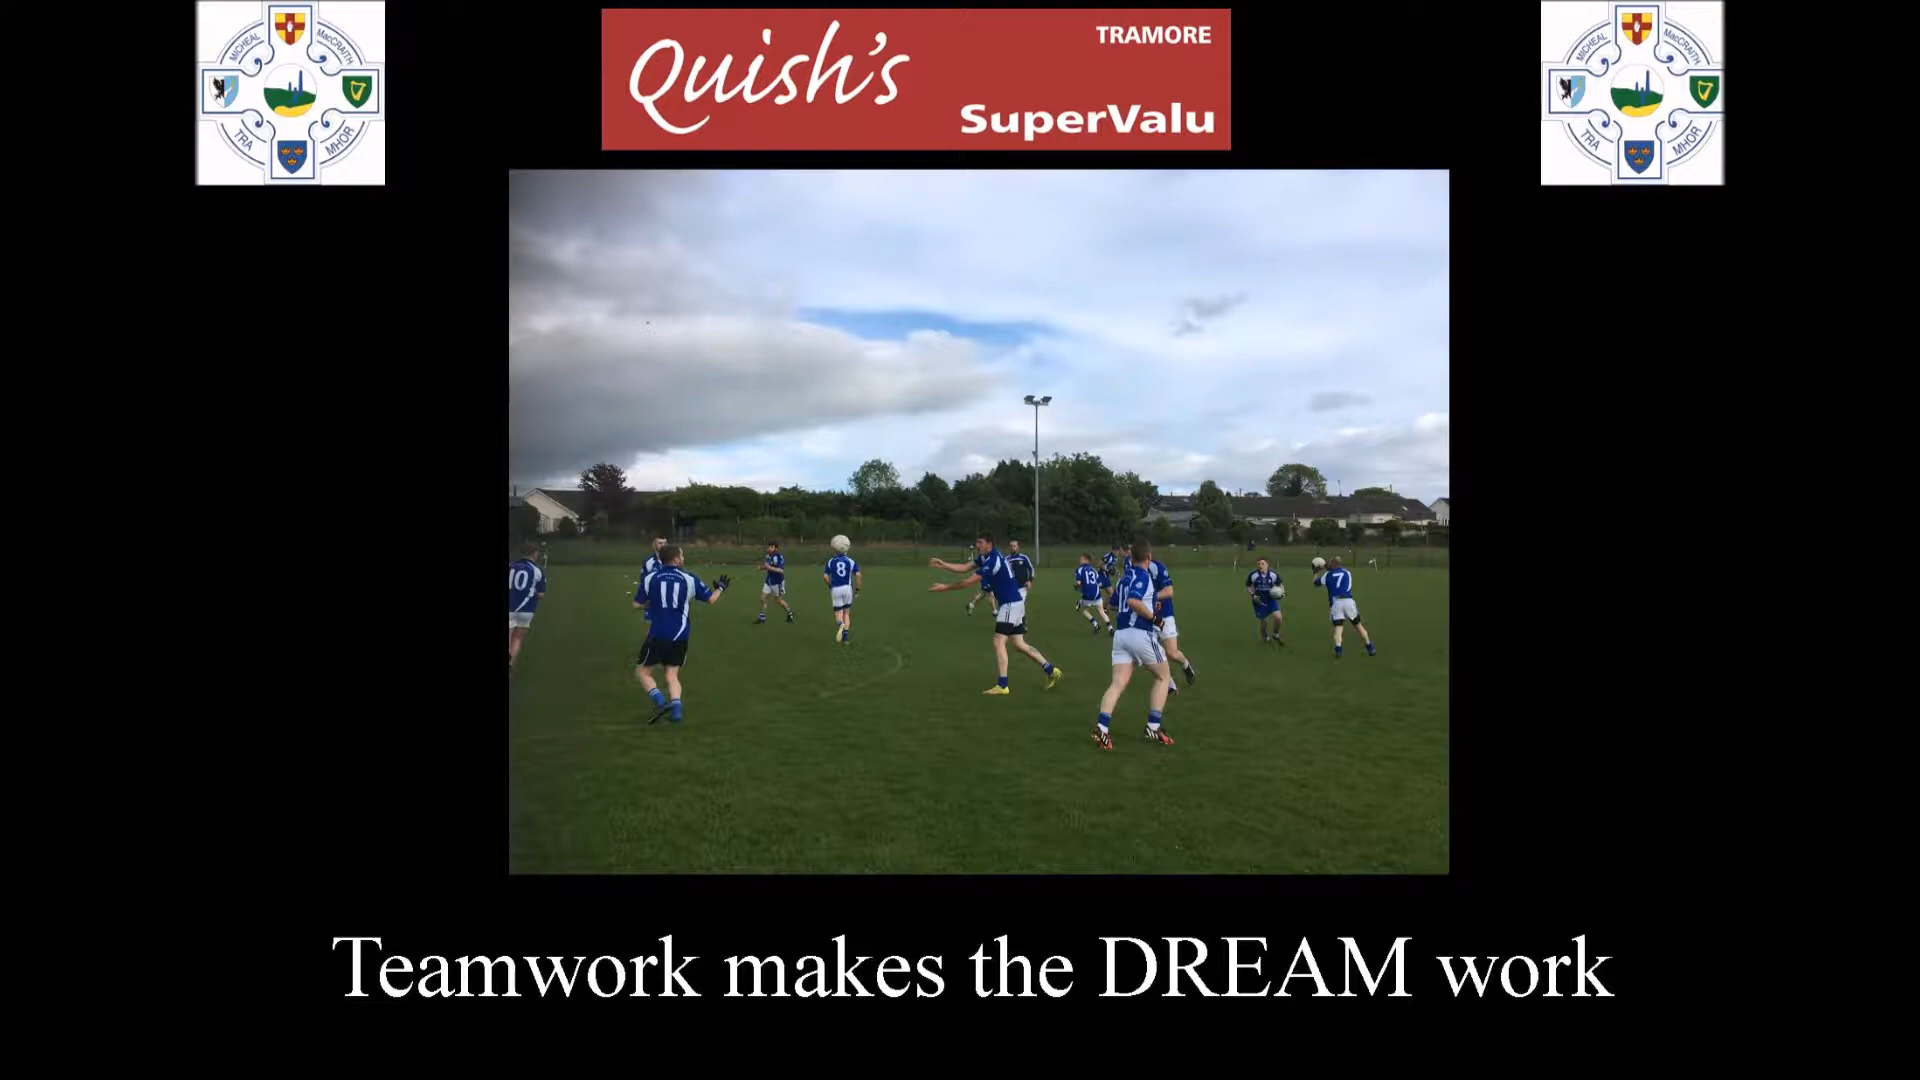 MICHEAL MacCRAITH
TRA MHOR
Quish's
TRAMORE
SuperValu
MICHEAL MacCRAITH
TRA MHOR
10
11
8
13
7
Teamwork makes the DREAM work